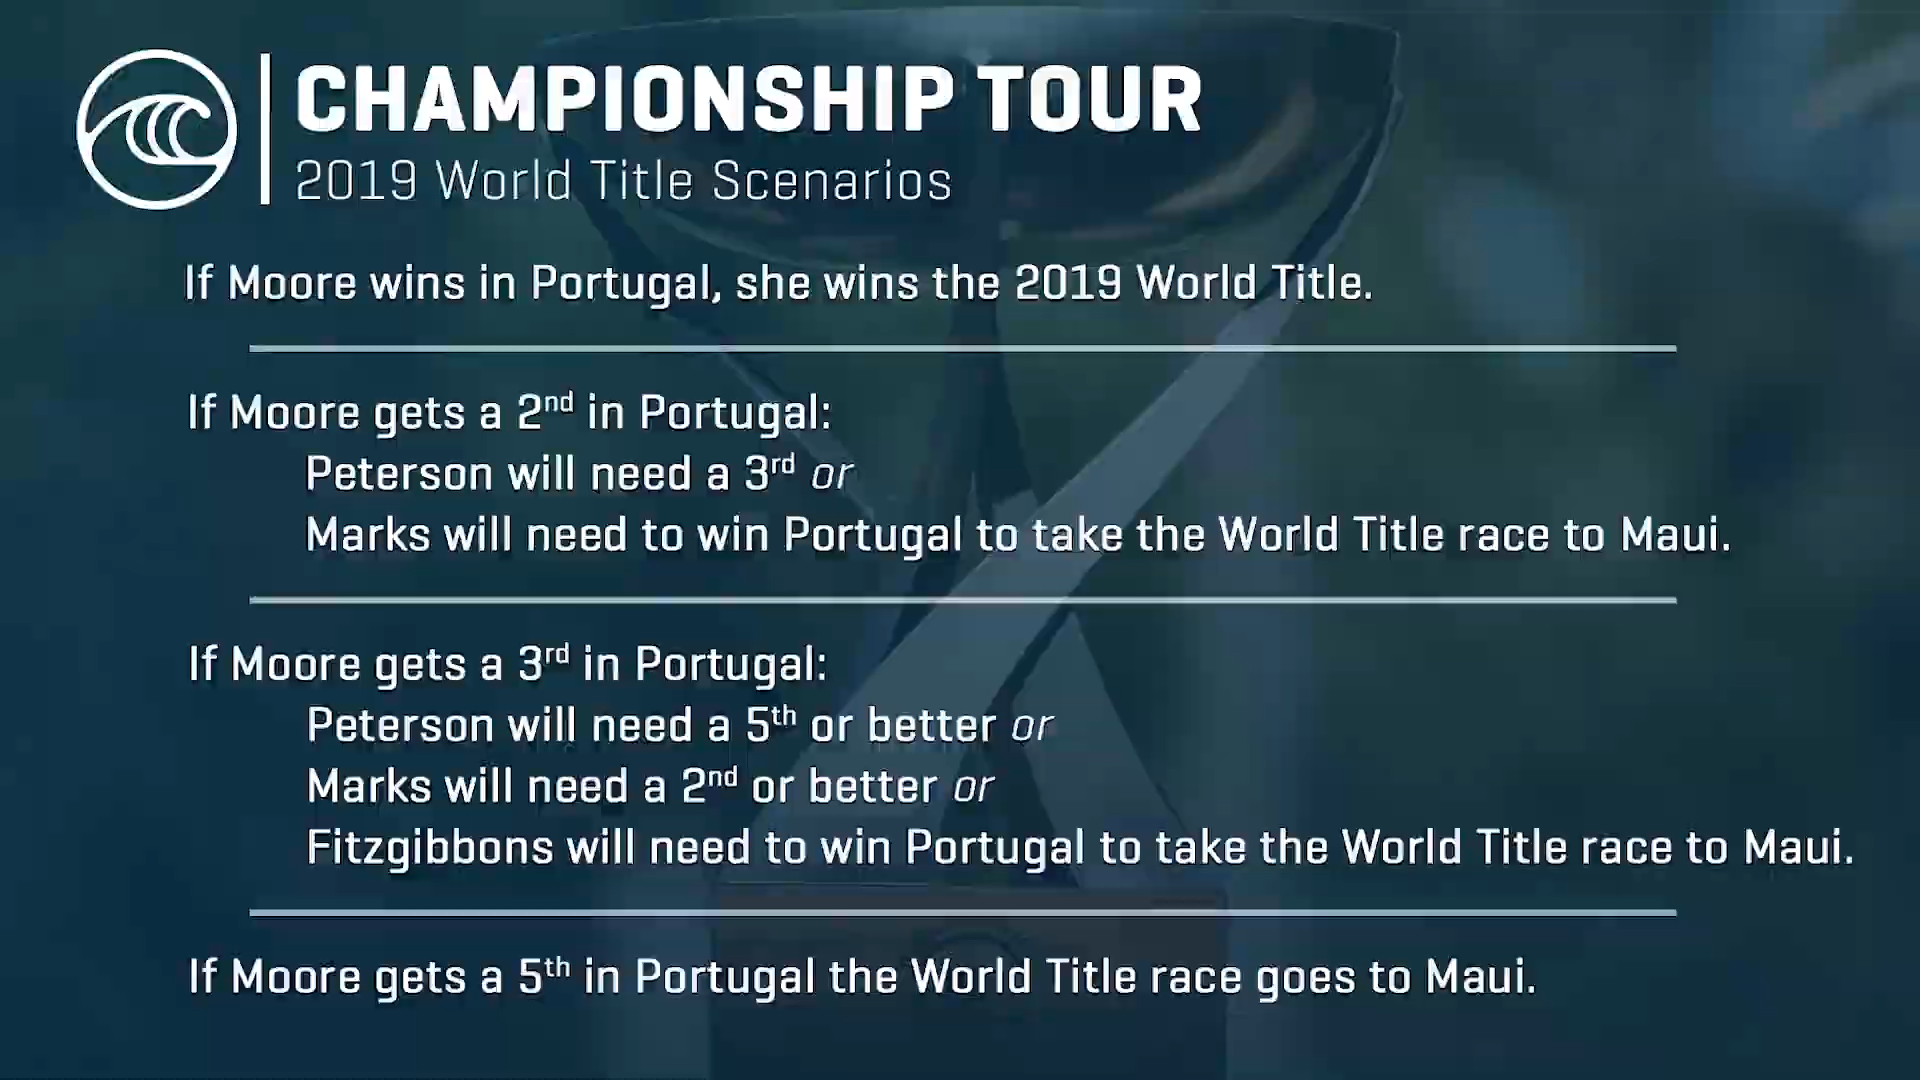 CHAMPIONSHIP TOUR
2019 World Title Scenarios
If Moore wins in Portugal, she wins the 2019 World Title.
If Moore gets a 2nd in Portugal:
Peterson will need a 3rd or
Marks will need to win Portugal to take the World Title race to Maui.
If Moore gets a 3rd in Portugal:
Peterson will need a 5th or better or
Marks will need a 2nd or better or
Fitzgibbons will need to win Portugal to take the World Title race to Maui.
If Moore gets a 5th in Portugal the World Title race goes to Maui.